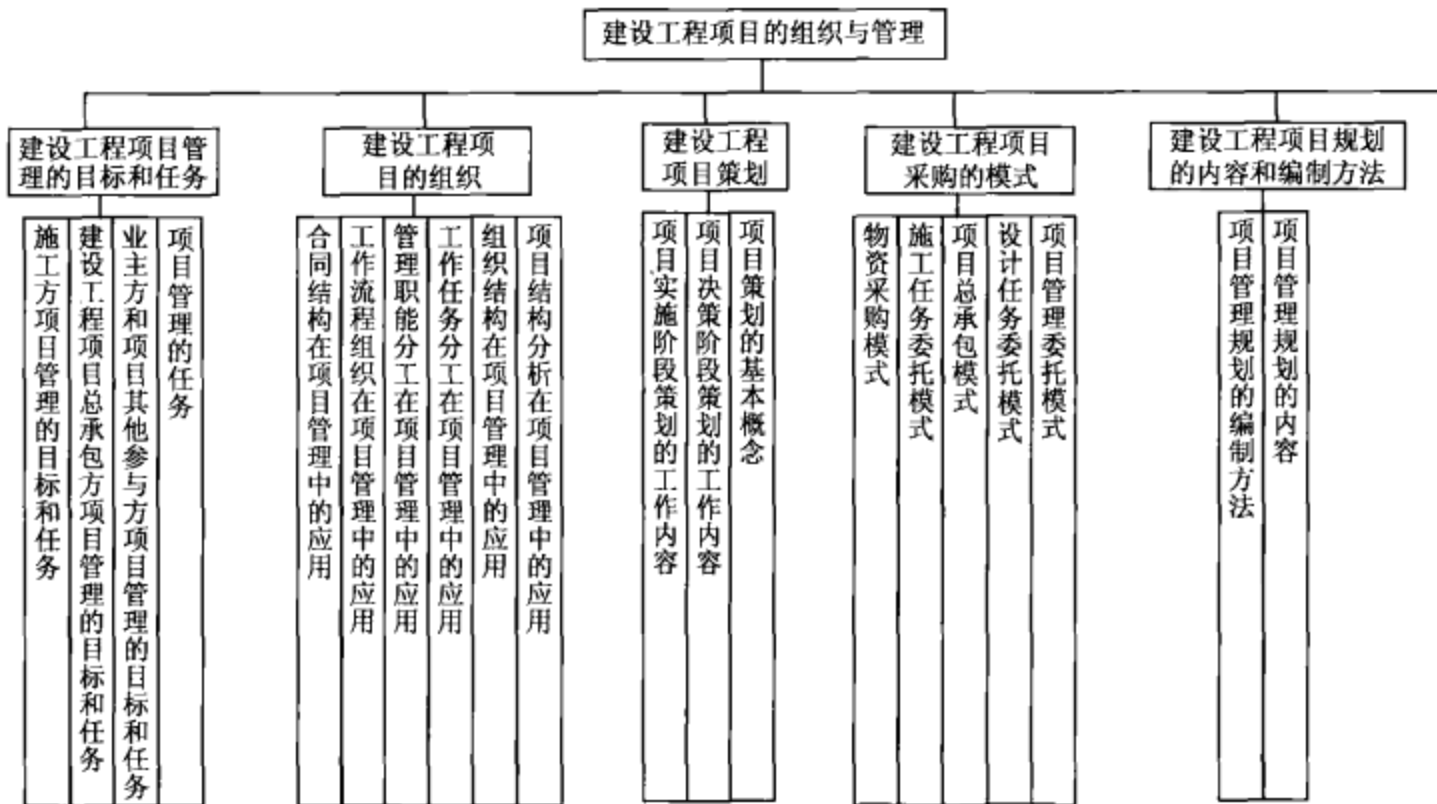 建设工程项目的组织与管理
建设工程项目管
理的目标和任务
施工方项目管理的目标和任务
建设工程项目总承包方项目管理的目标和任务
业主方和项目其他参与方项目管理的目标和任务
项目管理的任务
建设工程项
目的组织
合同结构在项目管理中的应用
工作流程组织在项目管理中的应用
管理职能分工在项目管理中的应用
工作任务分工在项目管理中的应用
组织结构在项目管理中的应用
项目结构分析在项目管理中的应用
建设工程
项目策划
项目实施阶段策划的工作内容
项目决策阶段策划的工作内容
项目策划的基本概念
建设工程项目
采购的模式
物资采购模式
施工任务委托模式
项目总承包模式
设计任务委托模式
项目管理委托模式
建设工程项目规划
的内容和编制方法
项目管理规划的编制方法
项目管理规划的内容